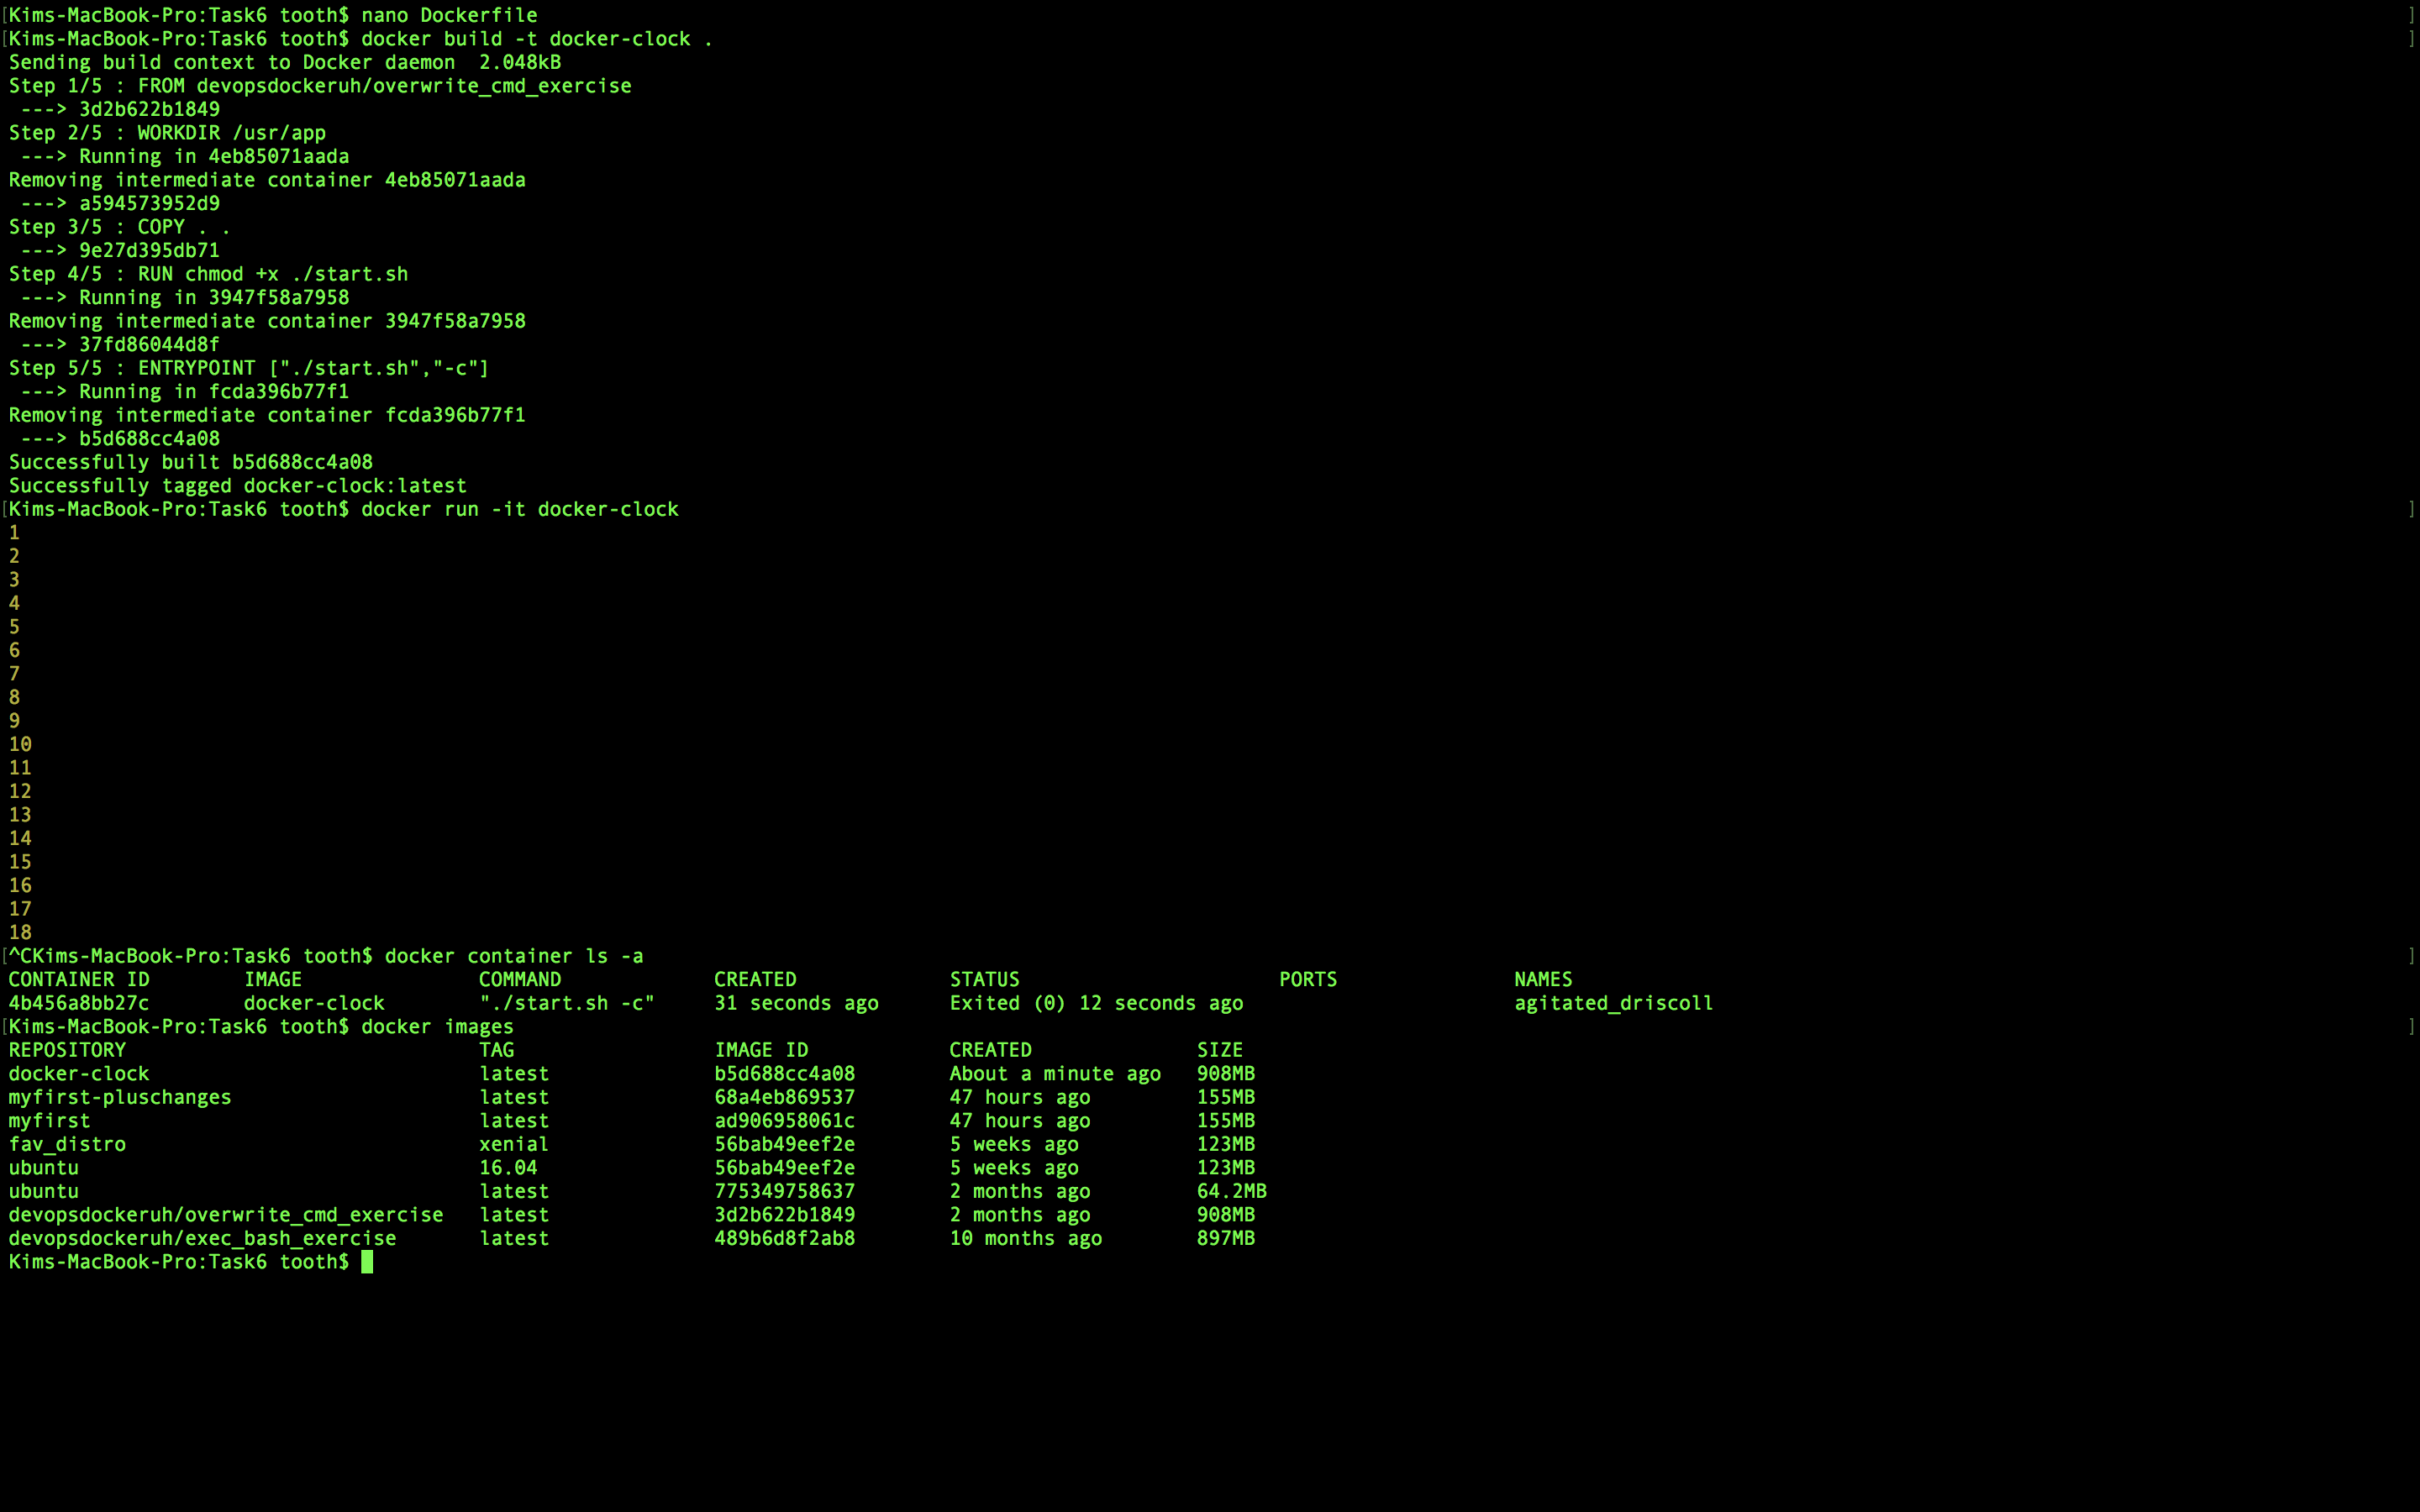 [Kims-MacBook-Pro:Task6 tooth$ nano Dockerfile ]
[Kims-MacBook-Pro:Task6 tooth$ docker build -t docker-clock . ]
Sending build context to Docker daemon  2.048kB
Step 1/5 : FROM devopsdockeruh/overwrite_cmd_exercise
 ---> 3d2b622b1849
Step 2/5 : WORKDIR /usr/app
 ---> Running in 4eb85071aada
Removing intermediate container 4eb85071aada
 ---> a594573952d9
Step 3/5 : COPY . .
 ---> 9e27d395db71
Step 4/5 : RUN chmod +x ./start.sh
 ---> Running in 3947f58a7958
Removing intermediate container 3947f58a7958
 ---> 37fd86044d8f
Step 5/5 : ENTRYPOINT ["./start.sh","-c"]
 ---> Running in fcda396b77f1
Removing intermediate container fcda396b77f1
 ---> b5d688cc4a08
Successfully built b5d688cc4a08
Successfully tagged docker-clock:latest
[Kims-MacBook-Pro:Task6 tooth$ docker run -it docker-clock ]
1
2
3
4
5
6
7
8
9
10
11
12
13
14
15
16
17
18
[^CKims-MacBook-Pro:Task6 tooth$ docker container ls -a ]
CONTAINER ID        IMAGE               COMMAND             CREATED             STATUS                      PORTS               NAMES
4b456a8bb27c        docker-clock        "./start.sh -c"     31 seconds ago      Exited (0) 12 seconds ago                       agitated_driscoll
[Kims-MacBook-Pro:Task6 tooth$ docker images ]
REPOSITORY                              TAG                 IMAGE ID            CREATED              SIZE
docker-clock                            latest              b5d688cc4a08        About a minute ago   908MB
myfirst-pluschanges                     latest              68a4eb869537        47 hours ago         155MB
myfirst                                 latest              ad906958061c        47 hours ago         155MB
fav_distro                              xenial              56bab49eef2e        5 weeks ago          123MB
ubuntu                                  16.04               56bab49eef2e        5 weeks ago          123MB
ubuntu                                  latest              775349758637        2 months ago         64.2MB
devopsdockeruh/overwrite_cmd_exercise   latest              3d2b622b1849        2 months ago         908MB
devopsdockeruh/exec_bash_exercise       latest              489b6d8f2ab8        10 months ago        897MB
Kims-MacBook-Pro:Task6 tooth$